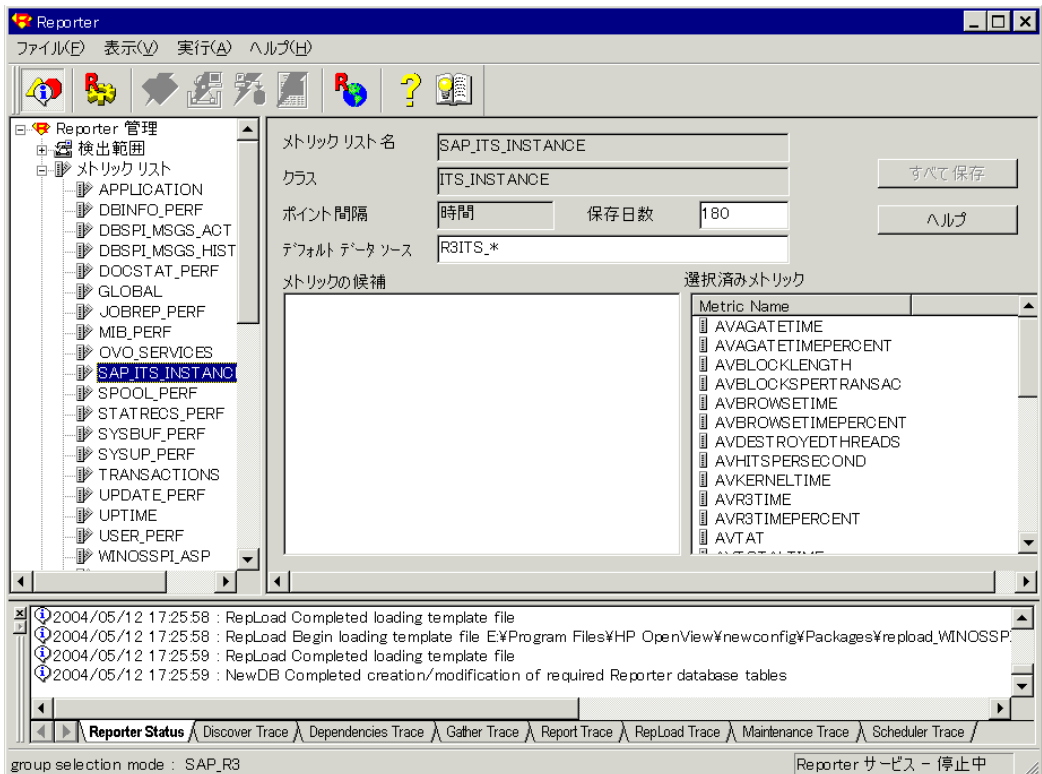 Reporter
ファイル(F) 表示(V) 実行(A) ヘルプ(H)
Reporter 管理
検出範囲
メトリック リスト
APPLICATION
DBINFO_PERF
DBSPI_MSGS_ACT
DBSPI_MSGS_HIST
DOCSTAT_PERF
GLOBAL
JOBREP_PERF
MIB_PERF
OVO_SERVICES
SAP_ITS_INSTANCE
SPOOL_PERF
STATRECS_PERF
SYSBUF_PERF
SYSUP_PERF
TRANSACTIONS
UPDATE_PERF
UPTIME
USER_PERF
WINOSSPI_ASP
メトリック リスト名 SAP_ITS_INSTANCE
クラス ITS_INSTANCE
ポイント間隔 時間 保存日数 180
デフォルト データ ソース R3ITS_*
すべて保存
ヘルプ
メトリックの候補
選択済みメトリック
Metric Name
AVAGATETIME
AVAGATETIMEPERCENT
AVBLOCKLENGTH
AVBLOCKSPERTRANSAC
AVBROWSETIME
AVBROWSETIMEPERCENT
AVDESTROYEDTHREADS
AVHITSPERSECOND
AVKERNELTIME
AVR3TIME
AVR3TIMEPERCENT
AVTAT
2004/05/12 17:25:58 : RepLoad Completed loading template file
2004/05/12 17:25:58 : RepLoad Begin loading template file E:¥Program Files¥HP OpenView¥newconfig¥Packages¥repload_WINOSSP
2004/05/12 17:25:59 : RepLoad Completed loading template file
2004/05/12 17:25:59 : NewDB Completed creation/modification of required Reporter database tables
Reporter Status Discover Trace Dependencies Trace Gather Trace Report Trace RepLoad Trace Maintenance Trace Scheduler Trace
group selection mode : SAP_R3
Reporter サービス - 停止中